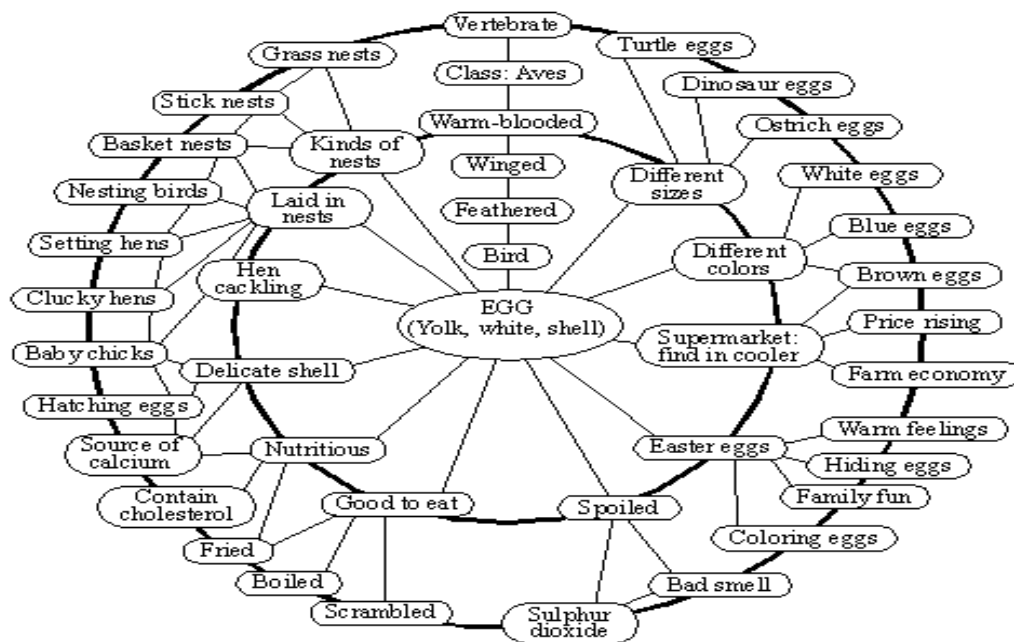 Vertebrate
Grass nests
Turtle eggs
Class: Aves
Dinosaur eggs
Stick nests
Warm-blooded
Ostrich eggs
Basket nests
Kinds of
nests
Winged
Different
sizes
White eggs
Nesting birds
Laid in
nests
Feathered
Blue eggs
Setting hens
Bird
Different
colors
Hen
cackling
Brown eggs
Clucky hens
EGG
(Yolk, white, shell)
Price rising
Supermarket:
find in cooler
Baby chicks
Delicate shell
Farm economy
Hatching eggs
Warm feelings
Source of
calcium
Nutritious
Easter eggs
Hiding eggs
Contain
cholesterol
Good to eat
Spoiled
Family fun
Coloring eggs
Fried
Boiled
Bad smell
Scrambled
Sulphur
dioxide